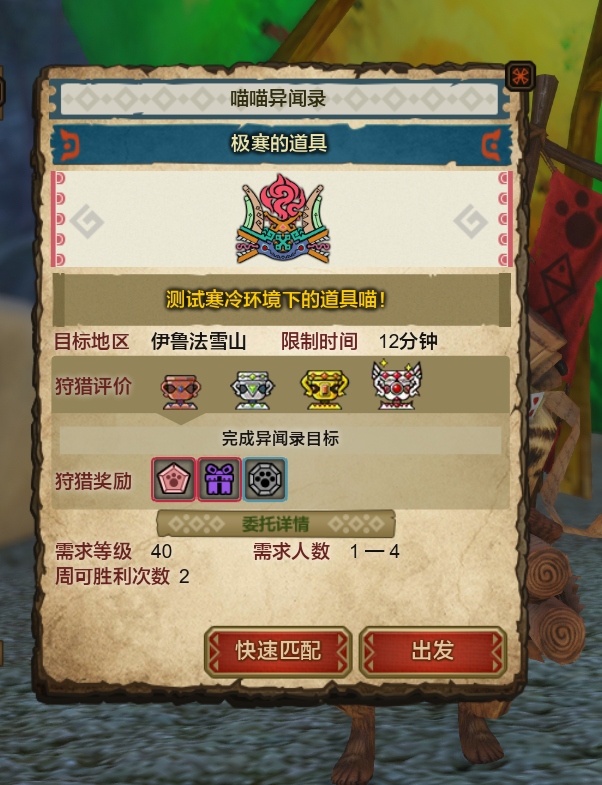 喵喵异闻录
极寒的道具
测试寒冷环境下的道具喵！
目标地区 伊鲁法雪山 限制时间 12分钟
狩猎评价
完成异闻录目标
狩猎奖励
委托详情
需求等级 40 需求人数 1 — 4
周可胜利次数 2
快速匹配 出发